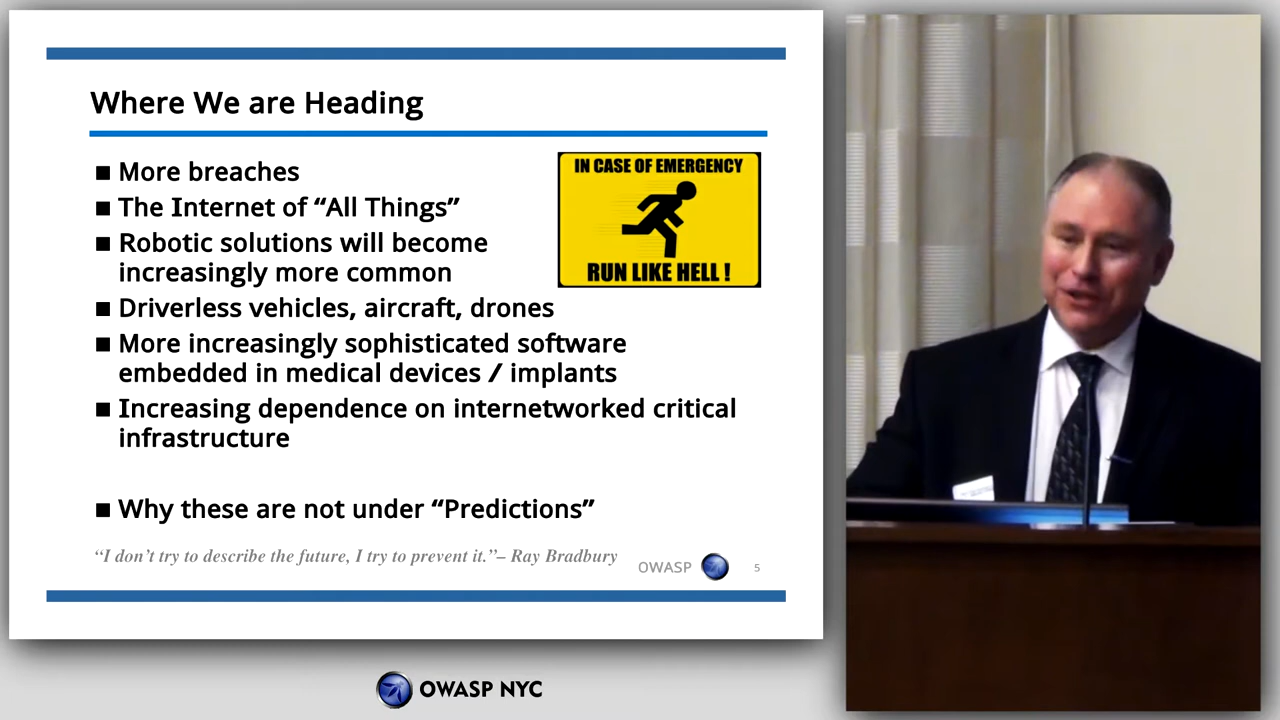 Where We are Heading
■ More breaches
■ The Internet of “All Things”
■ Robotic solutions will become
increasingly more common
■ Driverless vehicles, aircraft, drones
■ More increasingly sophisticated software
embedded in medical devices / implants
■ Increasing dependence on internetworked critical
infrastructure
■ Why these are not under “Predictions”
IN CASE OF EMERGENCY
RUN LIKE HELL !
“I don’t try to describe the future, I try to prevent it.”– Ray Bradbury
OWASP 5
OWASP NYC